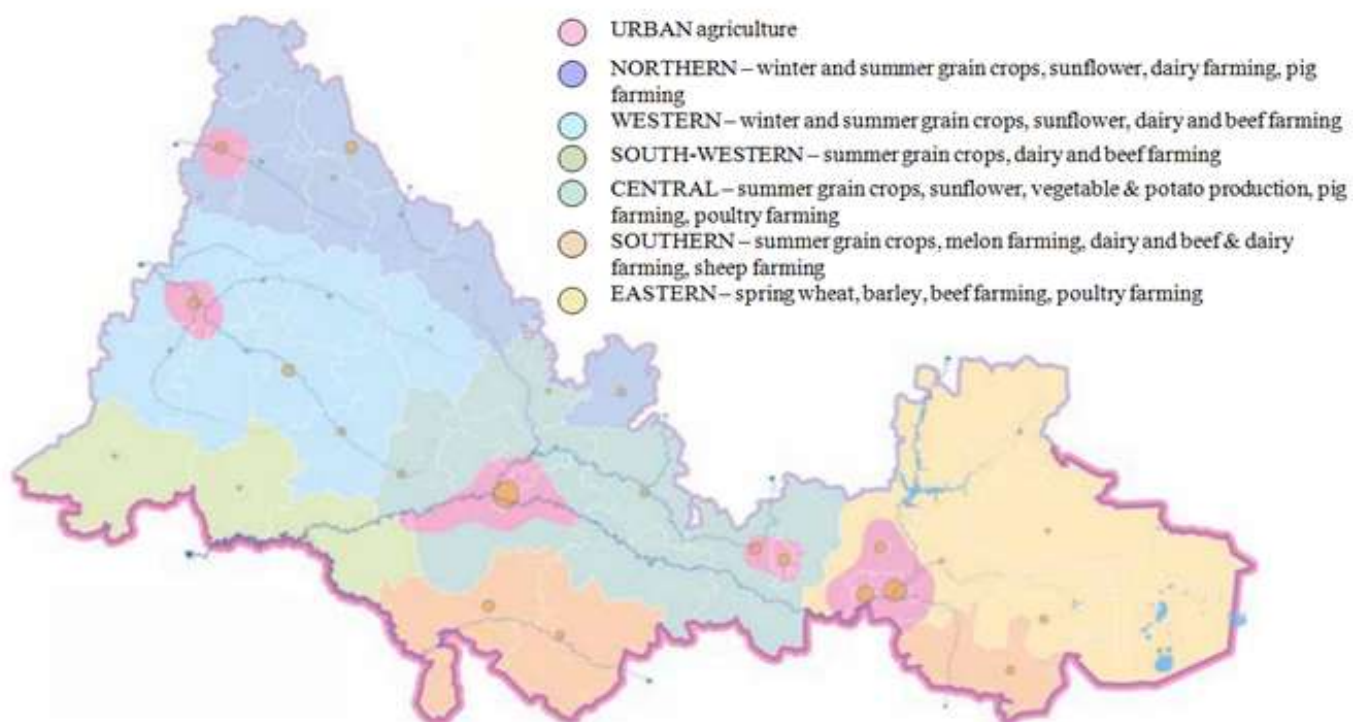 URBAN agriculture
NORTHERN – winter and summer grain crops, sunflower, dairy farming, pig
farming
WESTERN – winter and summer grain crops, sunflower, dairy and beef farming
SOUTH-WESTERN – summer grain crops, dairy and beef farming
CENTRAL – summer grain crops, sunflower, vegetable & potato production, pig
farming, poultry farming
SOUTHERN – summer grain crops, melon farming, dairy and beef & dairy
farming, sheep farming
EASTERN – spring wheat, barley, beef farming, poultry farming